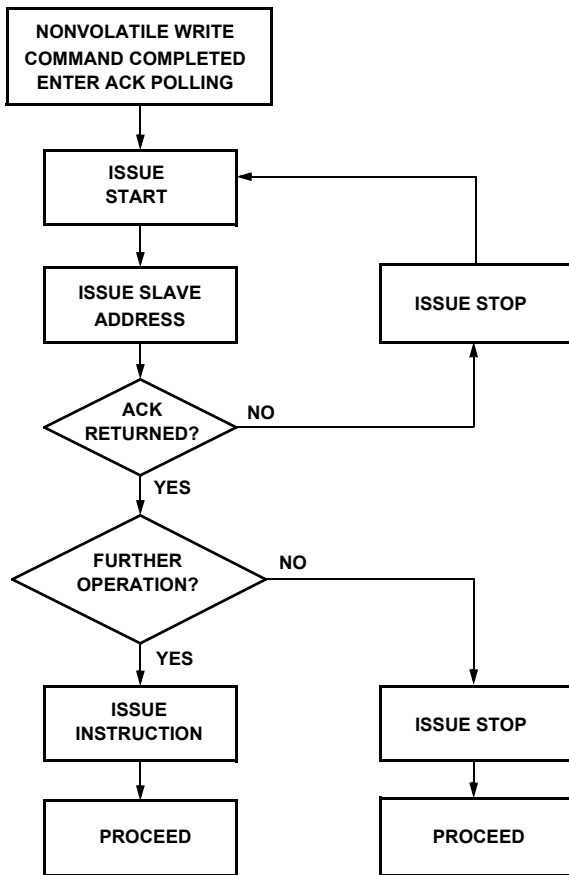 NONVOLATILE WRITE
COMMAND COMPLETED
ENTER ACK POLLING
ISSUE
START
ISSUE SLAVE
ADDRESS
ISSUE STOP
ACK
RETURNED?
NO
YES
FURTHER
OPERATION?
NO
YES
ISSUE
INSTRUCTION
ISSUE STOP
PROCEED
PROCEED